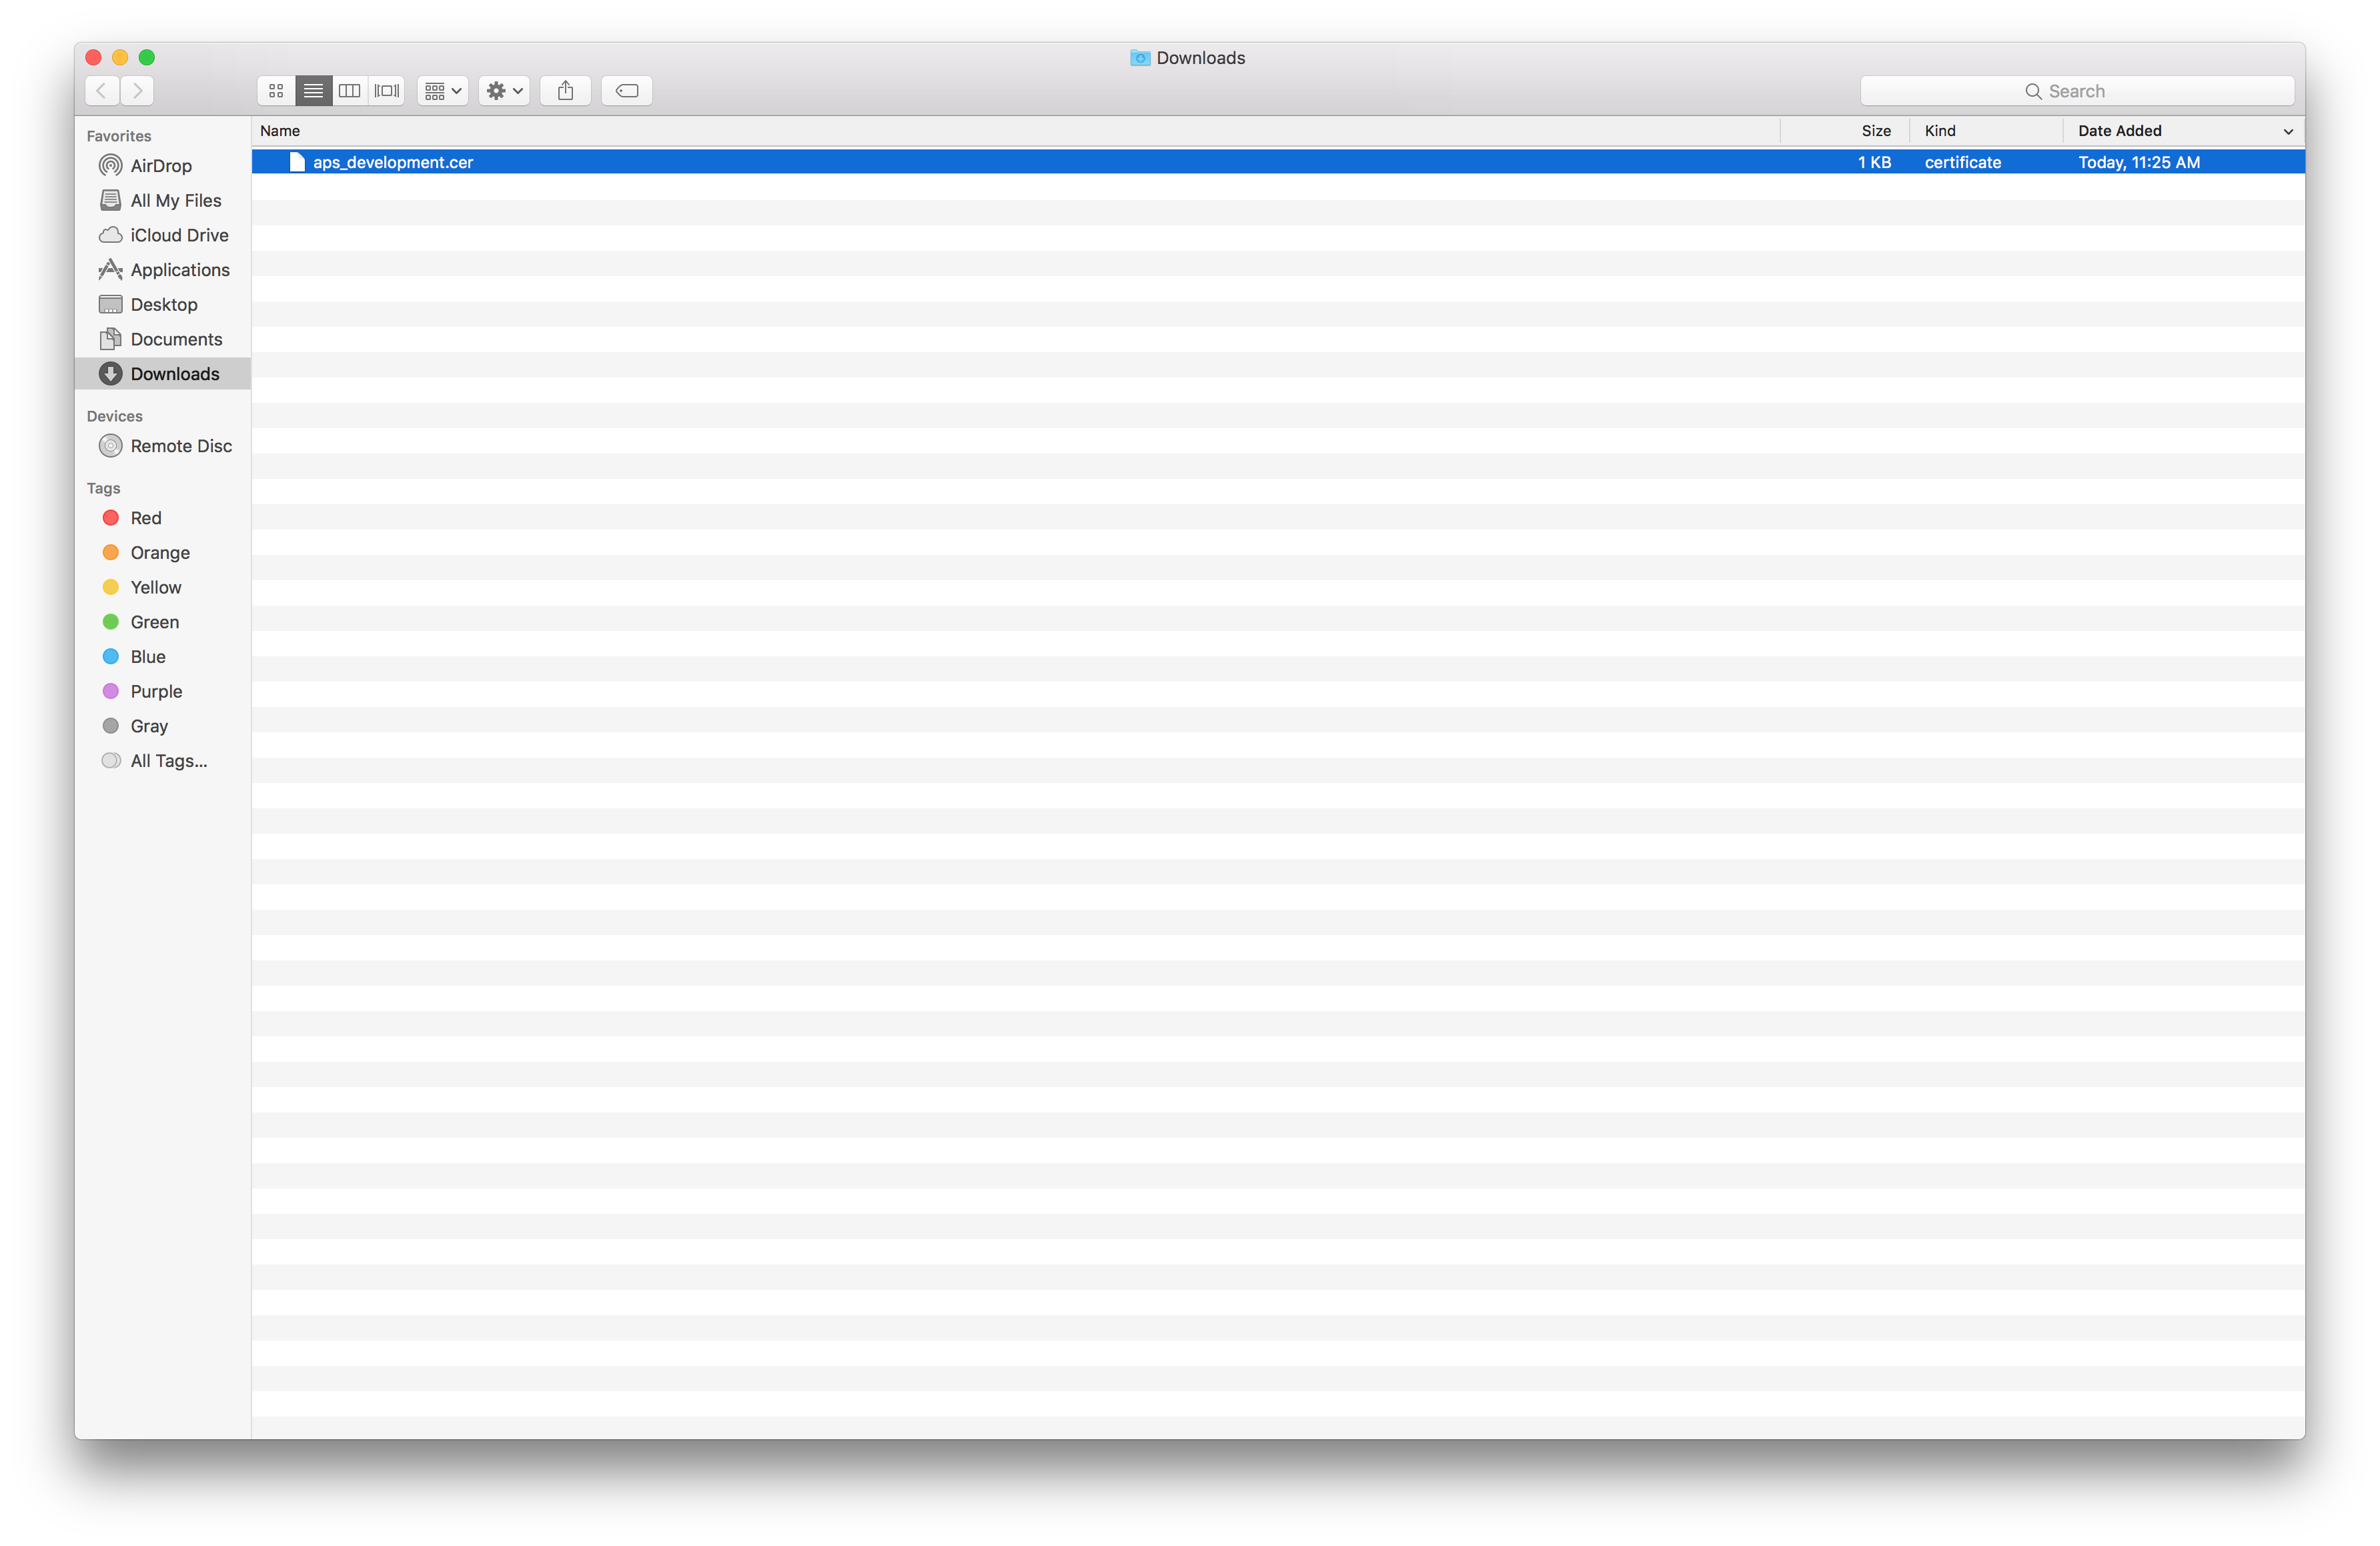 Downloads
Search
Favorites
AirDrop
All My Files
iCloud Drive
Applications
Desktop
Documents
Downloads
Devices
Remote Disc
Tags
Red
Orange
Yellow
Green
Blue
Purple
Gray
All Tags...
Name Size Kind Date Added
aps_development.cer 1 KB certificate Today, 11:25 AM